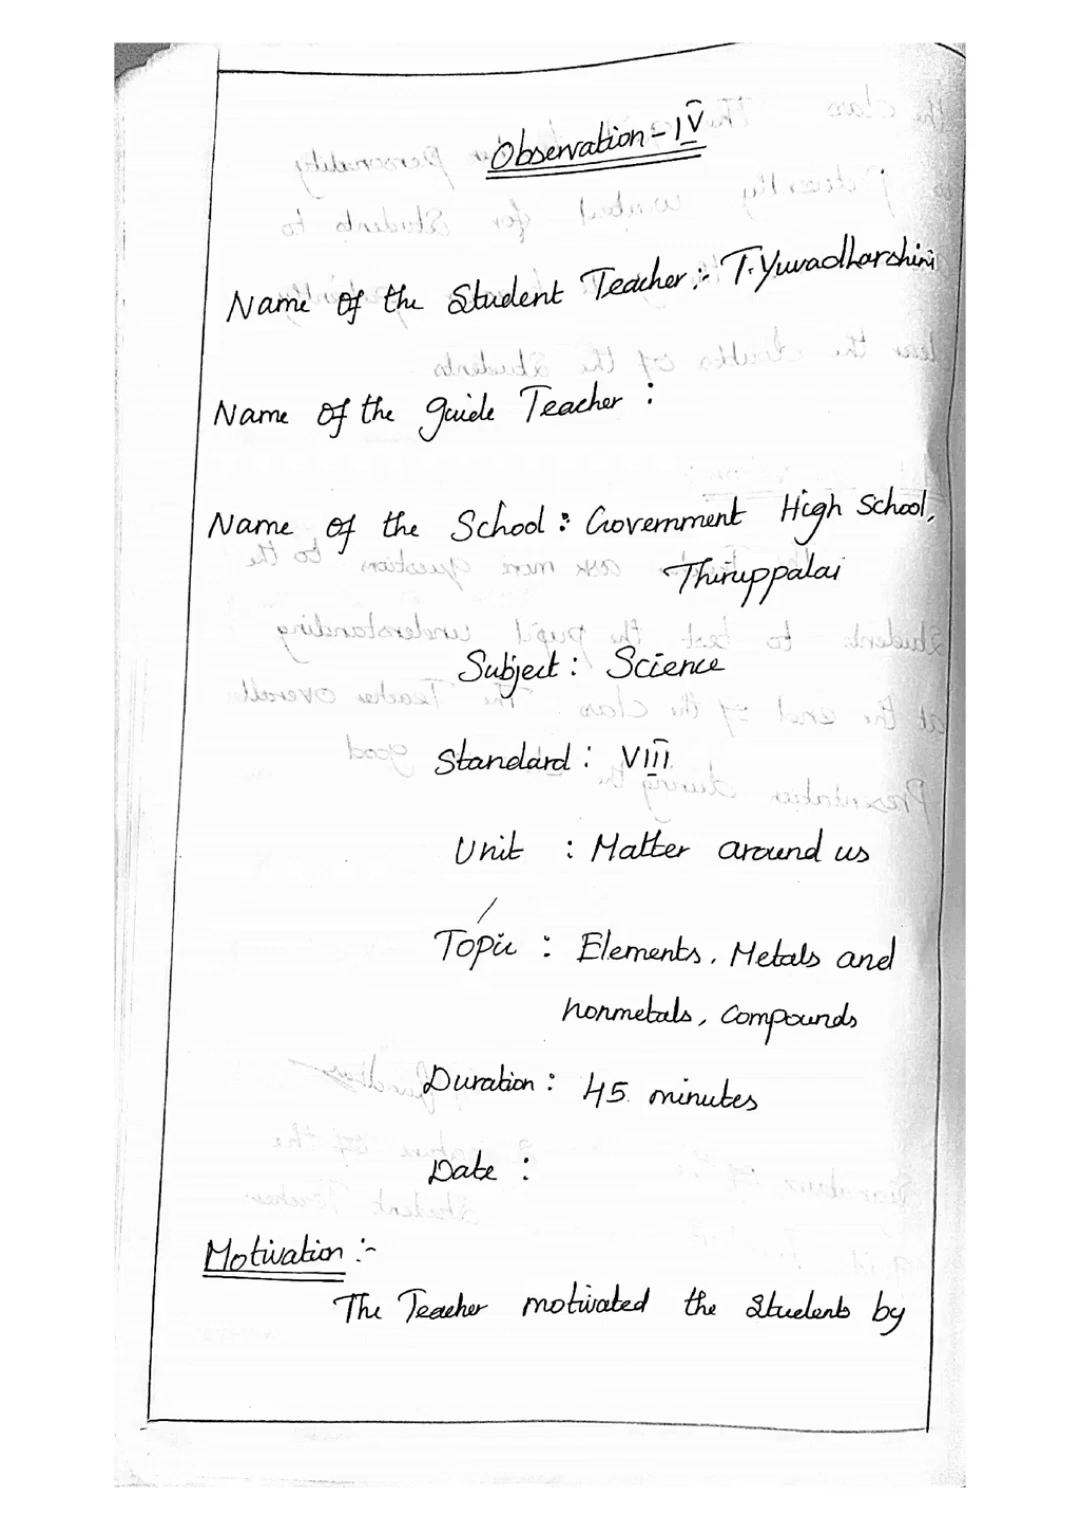 Observation - IV
Name of the Student Teacher :- T. Yuvadharshini
Name of the guide Teacher :
Name of the School : Government High School,
Thiruppalai
Subject : Science
Standard : VIII
Unit : Matter around us
Topic : Elements, Metals and
nonmetals, Compounds
Duration : 45 minutes
Date :
Motivation :-
The Teacher motivated the Students by